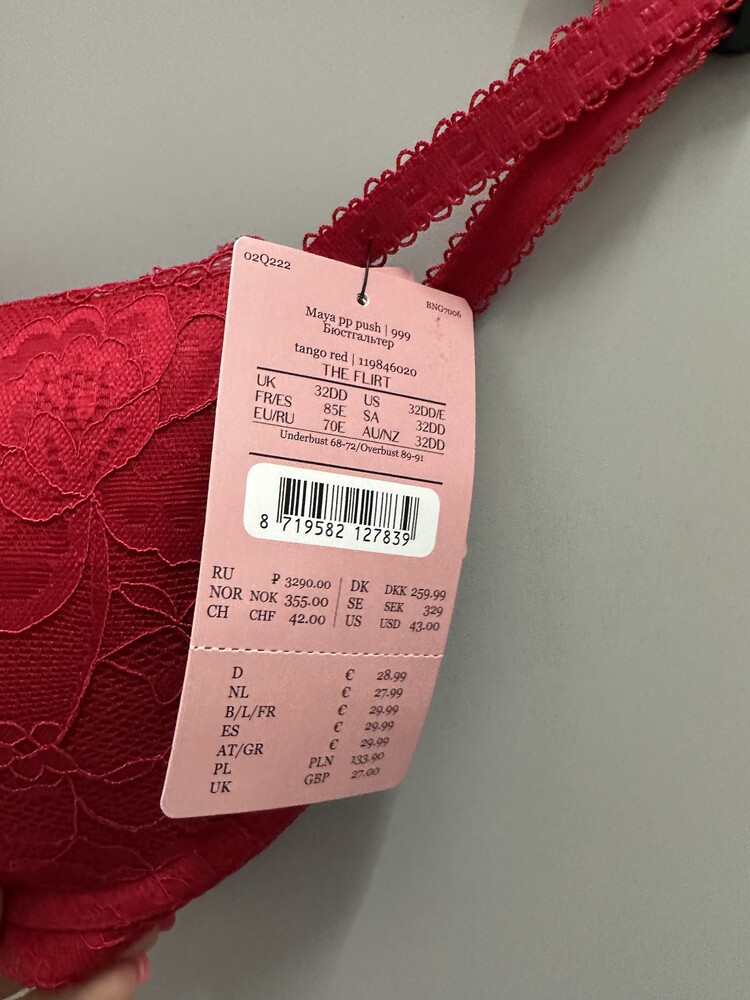 02Q222
BNG7906
Maya pp push | 999
Бюстгальтер
tango red | 119846020
THE FLIRT
UK 32DD US 32DD/E
FR/ES 85E SA 32DD
EU/RU 70E AU/NZ 32DD
Underbust 68-72/Overbust 89-91
8 719582 127839
RU ₽ 3290.00 DK DKK 259.99
NOR NOK 355.00 SE SEK 329
CH CHF 42.00 US USD 43.00
D € 28.99
NL € 27.99
B/L/FR € 29.99
ES € 29.99
AT/GR € 29.99
PL PLN 133.90
UK GBP 27.00